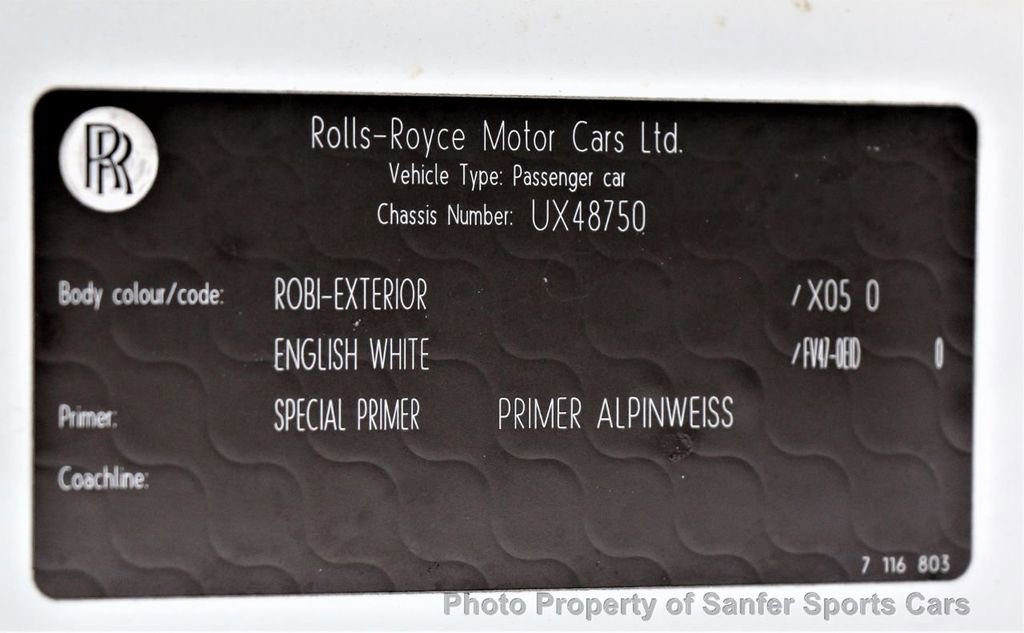 RR
Rolls-Royce Motor Cars Ltd.
Vehicle Type: Passenger car
Chassis Number: UX48750
Body colour/code: ROBI-EXTERIOR /X05 0
ENGLISH WHITE /FV47-0EID 0
Primer: SPECIAL PRIMER PRIMER ALPINWEISS
Coachline:
7 116 803
Photo Property of Sanfer Sports Cars